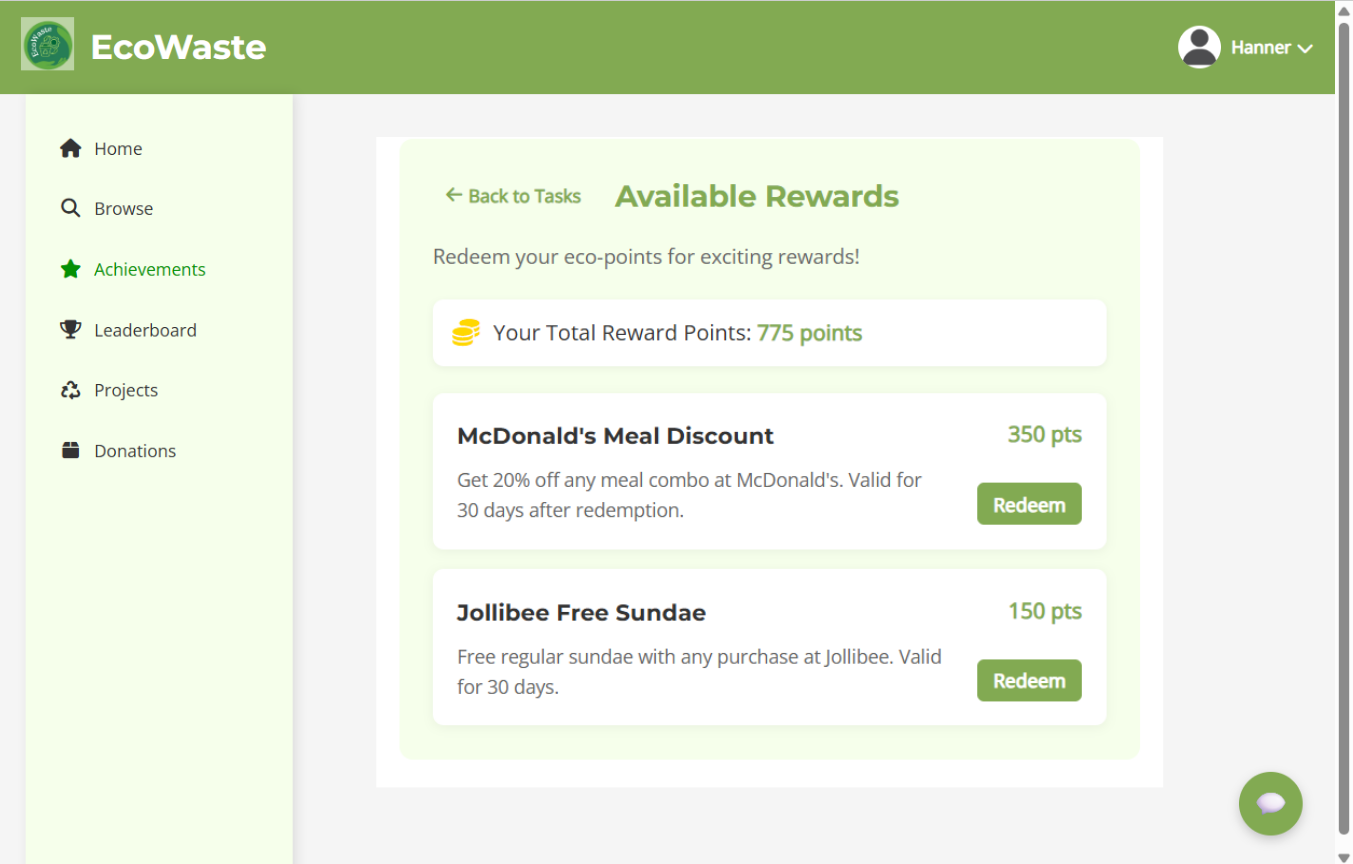 EcoWaste
EcoWaste
Hanner
Home
Browse
Achievements
Leaderboard
Projects
Donations
Back to Tasks
Available Rewards
Redeem your eco-points for exciting rewards!
Your Total Reward Points: 775 points
McDonald's Meal Discount
350 pts
Get 20% off any meal combo at McDonald's. Valid for
30 days after redemption.
Redeem
Jollibee Free Sundae
150 pts
Free regular sundae with any purchase at Jollibee. Valid
for 30 days.
Redeem